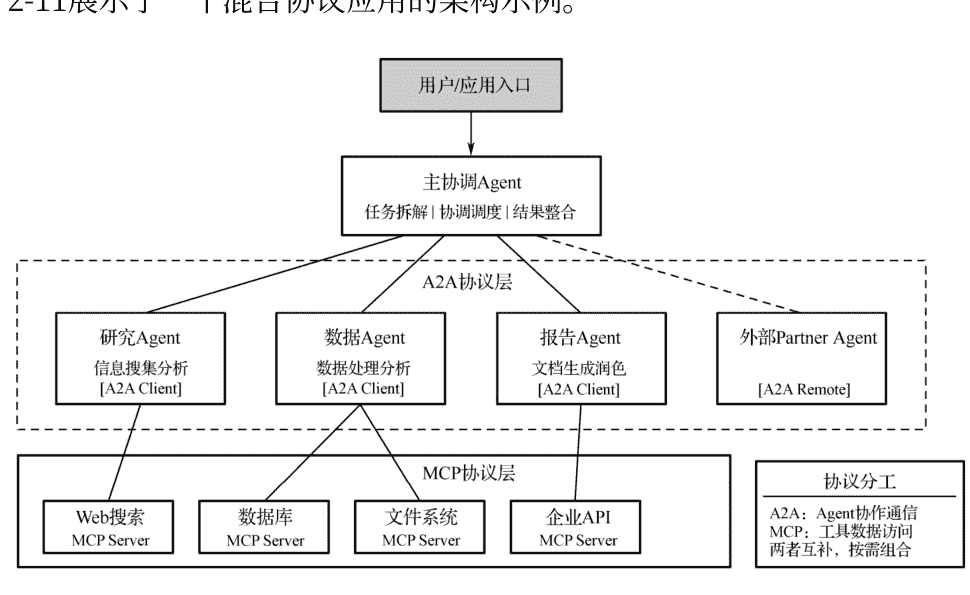 2-11展示了一个混合协议应用的架构示例。
用户/应用入口
主协调Agent
任务拆解 | 协调调度 | 结果整合
A2A协议层
研究Agent
信息搜集分析
[A2A Client]
数据Agent
数据处理分析
[A2A Client]
报告Agent
文档生成润色
[A2A Client]
外部Partner Agent
[A2A Remote]
MCP协议层
Web搜索
MCP Server
数据库
MCP Server
文件系统
MCP Server
企业API
MCP Server
协议分工
A2A：Agent协作通信
MCP：工具数据访问
两者互补，按需组合